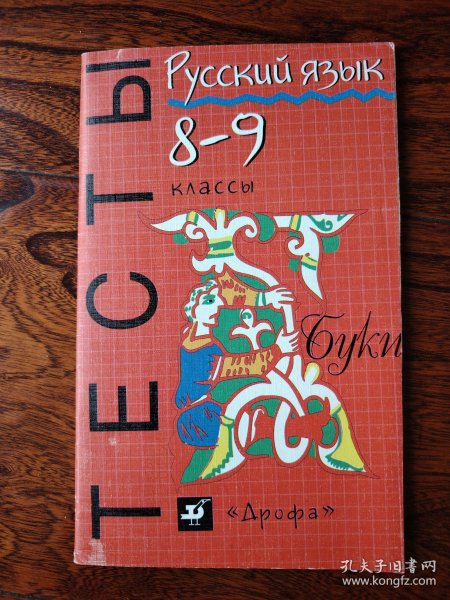 ТЕСТЫ
Русский язык
8-9
классы
Буки
«Дрофа»
孔夫子旧书网
www.kongfz.com